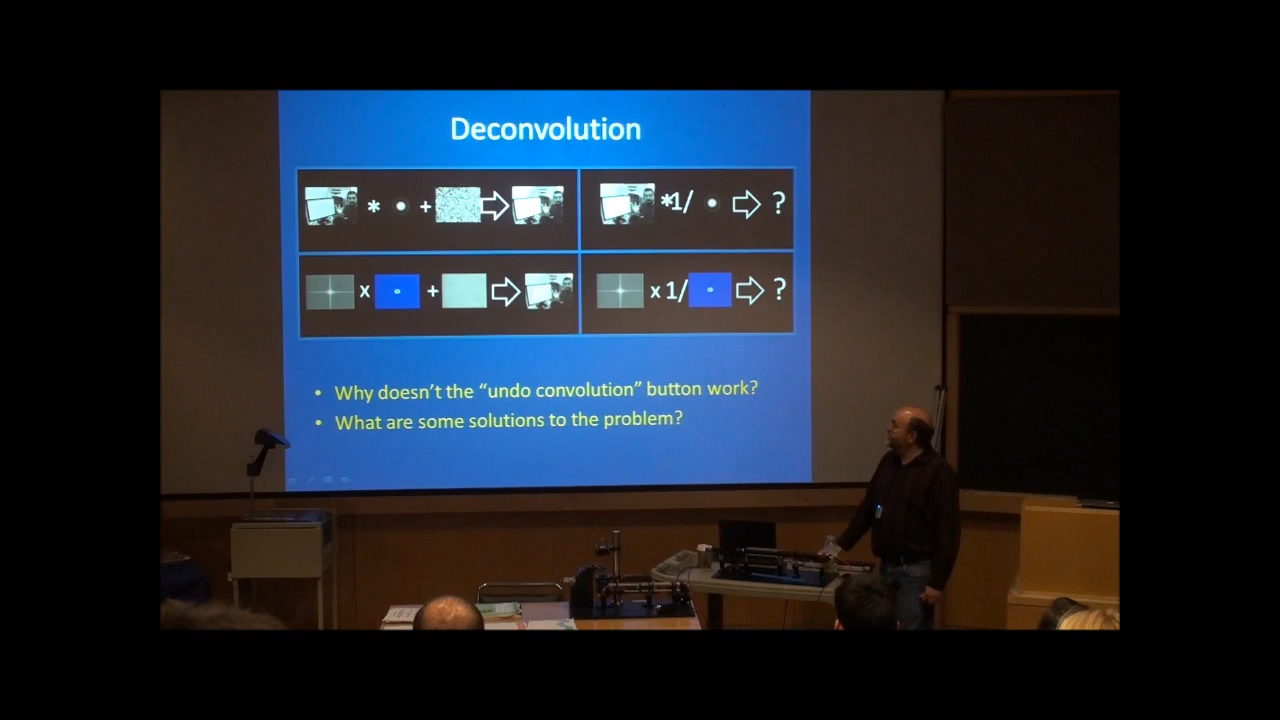 Deconvolution
* + ⇨
*1/ ⇨ ?
x + ⇨
x 1/ ⇨ ?
• Why doesn't the “undo convolution” button work?
• What are some solutions to the problem?